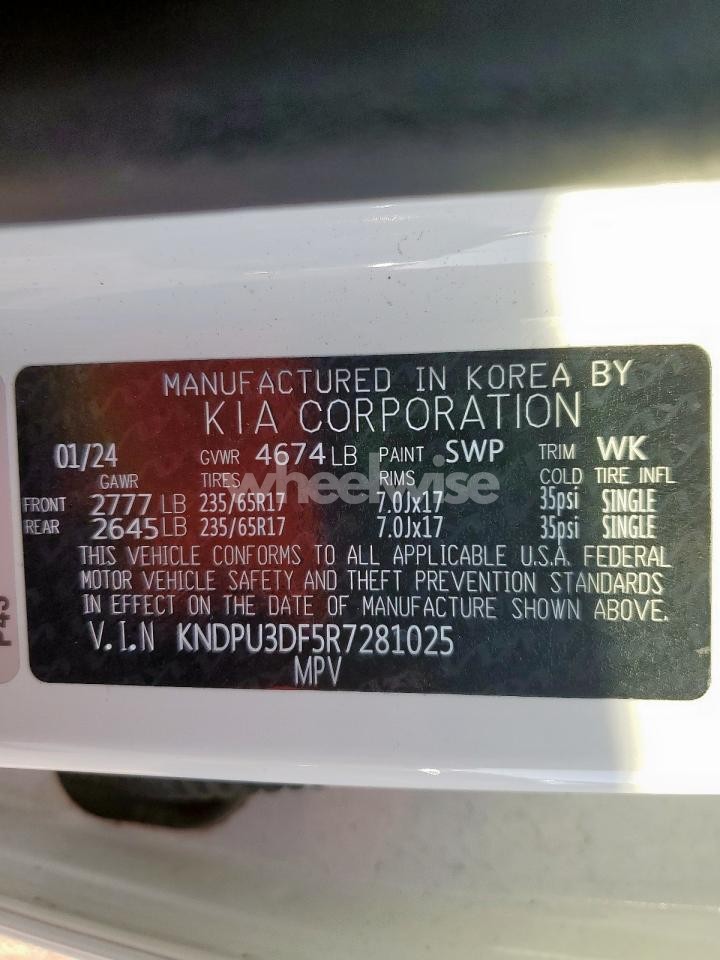 MANUFACTURED IN KOREA BY
KIA CORPORATION
01/24 GVWR 4674 LB PAINT SWP TRIM WK
GAWR TIRES RIMS COLD TIRE INFL
FRONT 2777 LB 235/65R17 7.0Jx17 35psi SINGLE
REAR 2645 LB 235/65R17 7.0Jx17 35psi SINGLE
THIS VEHICLE CONFORMS TO ALL APPLICABLE U.S.A. FEDERAL
MOTOR VEHICLE SAFETY AND THEFT PREVENTION STANDARDS
IN EFFECT ON THE DATE OF MANUFACTURE SHOWN ABOVE.
V.I.N KNDPU3DF5R7281025
MPV
wheelwise